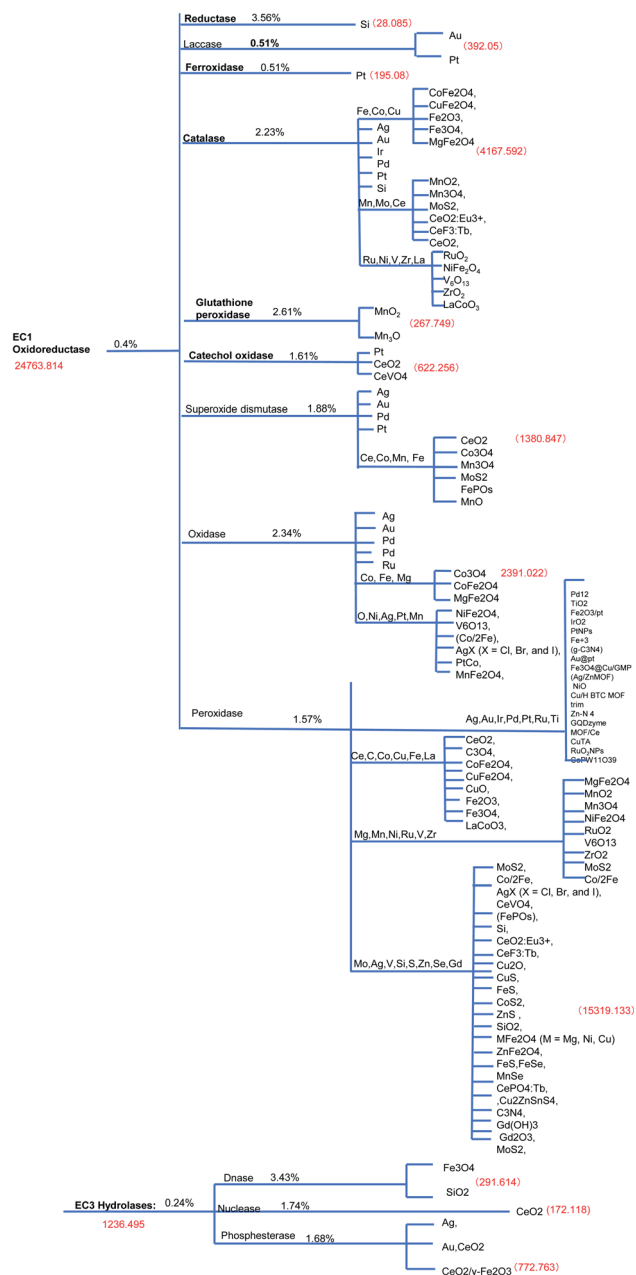 Reductase 3.56% Si (28.085)
Laccase 0.51% Au
(392.05)
Pt
Ferroxidase 0.51% Pt (195.08)
Catalase 2.23%
Fe,Co,Cu
CoFe2O4,
CuFe2O4,
Fe2O3,
Fe3O4,
MgFe2O4
(4167.592)
Ag
Au
Ir
Pd
Pt
Si
Mn,Mo,Ce
MnO2,
Mn3O4,
MoS2,
CeO2:Eu3+,
CeF3:Tb,
CeO2,
Ru,Ni,V,Zr,La
RuO₂
NiFe₂O₄
V₆O₁₃
ZrO₂
LaCoO₃
Glutathione
peroxidase 2.61%
MnO₂
(267.749)
Mn₃O
EC1
Oxidoreductase 0.4%
24763.814
Catechol oxidase 1.61%
Pt
CeO2
CeVO4
(622.256)
Superoxide dismutase 1.88%
Ag
Au
Pd
Pt
Ce,Co,Mn, Fe
CeO2 (1380.847)
Co3O4
Mn3O4
MoS2
FePOs
MnO
Oxidase 2.34%
Ag
Au
Pd
Pd
Ru
Co, Fe, Mg
Co3O4 2391.022)
CoFe2O4
MgFe2O4
O,Ni,Ag,Pt,Mn
NiFe2O4,
V6O13,
(Co/2Fe),
AgX (X = Cl, Br, and I),
PtCo,
MnFe2O4,
Peroxidase 1.57%
Ag,Au,Ir,Pd,Pt,Ru,Ti
Pd12
TiO2
Fe2O3/pt
IrO2
PtNPs
Fe+3
(g-C3N4)
Au@pt
Fe3O4@Cu/GMP
(Ag/ZnMOF)
NiO
Cu/H BTC MOF
trim
Zn-N 4
GQDzyme
MOF/Ce
CuTA
RuO₂NPs
CePW11O39
Ce,C,Co,Cu,Fe,La
CeO2,
C3O4,
CoFe2O4,
CuFe2O4,
CuO,
Fe2O3,
Fe3O4,
LaCoO3,
Mg,Mn,Ni,Ru,V,Zr
MgFe2O4
MnO2
Mn3O4
NiFe2O4
RuO2
V6O13
ZrO2
MoS2
Co/2Fe
Mo,Ag,V,Si,S,Zn,Se,Gd
MoS2,
Co/2Fe,
AgX (X = Cl, Br, and I),
CeVO4,
(FePOs),
Si,
CeO2:Eu3+,
CeF3:Tb,
Cu2O,
CuS,
FeS,
CoS2,
ZnS ,
SiO2,
MFe2O4 (M = Mg, Ni, Cu)
ZnFe2O4,
FeS,FeSe,
MnSe
CePO4:Tb,
,Cu2ZnSnS4,
C3N4,
Gd(OH)3
Gd2O3,
MoS2,
(15319.133)
Dnase 3.43%
Fe3O4
(291.614)
SiO2
EC3 Hydrolases: 0.24%
1236.495
Nuclease 1.74% CeO2 (172.118)
Phosphesterase 1.68%
Ag,
Au,CeO2
CeO2/γ-Fe2O3 (772.763)